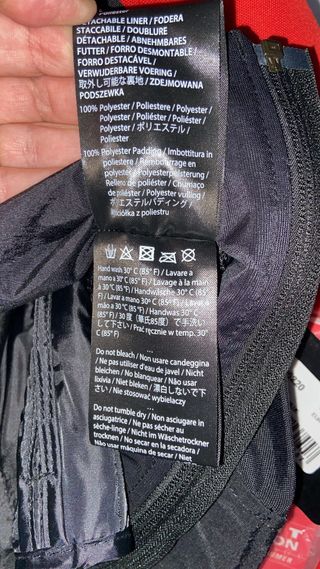 Polyester
DETACHABLE LINER / FODERA
STACCABILE / DOUBLURE
DÉTACHABLE / ABNEHMBARES
FUTTER / FORRO DESMONTABLE /
FORRO DESTACÁVEL /
VERWIJDERBARE VOERING /
取外し可能な裏地 / ZDEJMOWANA
PODSZEWKA
100% Polyester / Poliestere / Polyester /
Polyester / Poliéster / Poliéster /
Polyester / ポリエステル /
Poliester
100% Polyester Padding / Imbottitura in
poliestere / Rembourrage en
polyester / Polyesterpolsterung /
Relleno de poliéster / Chumaço
de poliéster / Polyester vulling /
ポリエステルパディング /
z poliestru
Hand wash 30° C (85° F) / Lavare a
mano a 30° C (85° F) / Lavage à la main
à 30 °C (85 °F) / Handwäsche 30° C
(85° F) / Lavar a mano 30° C (85° F)
/ Lavar à mão a 30° C
(85° F) / Handwas 30° C (85°
F) / 30 度 (華氏85度) で手洗い
して下さい / Prać ręcznie w temp. 30°
C (85° F)
...
Do not bleach / Non usare candeggina
/ Ne pas utiliser d'eau de javel / Nicht
bleichen / No blanquear / Não usar
lixívia / Niet bleken / 漂白しないで下
さい / Nie stosować wybielaczy
...
Do not tumble dry / Non asciugare in
asciugatrice / Ne pas sécher au
sèche-linge / Nicht im Wäschetrockner
trocknen / No secar en secadora / Não
usar máquina de secar / Niet